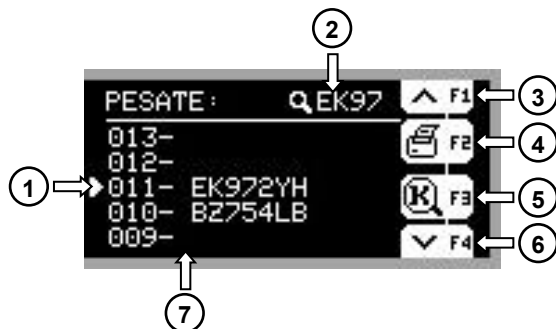 2
PESATE: EK97 F1 3
013- F2 4
012-
1 011- EK972YH F3 5
010- BZ754LB
009- F4 6
7